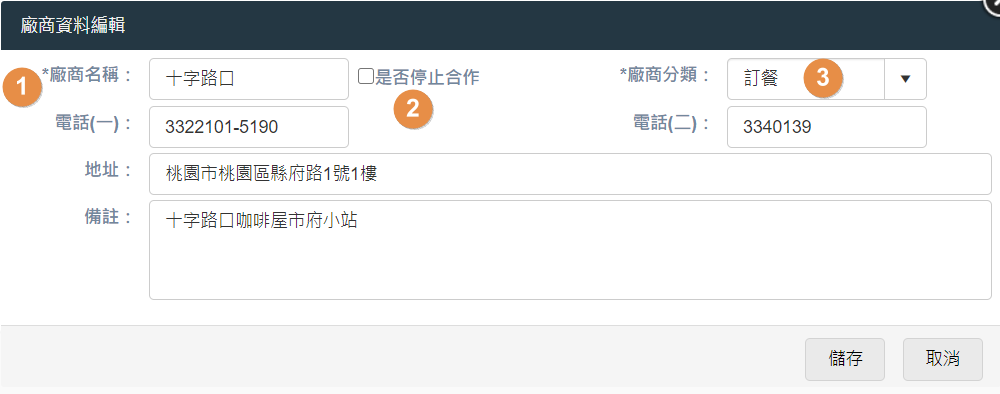 廠商資料編輯
1 *廠商名稱： 十字路口 是否停止合作 *廠商分類： 訂餐 3
2
電話(一)： 3322101-5190 電話(二)： 3340139
地址： 桃園市桃園區縣府路1號1樓
備註： 十字路口咖啡屋市府小站
儲存 取消